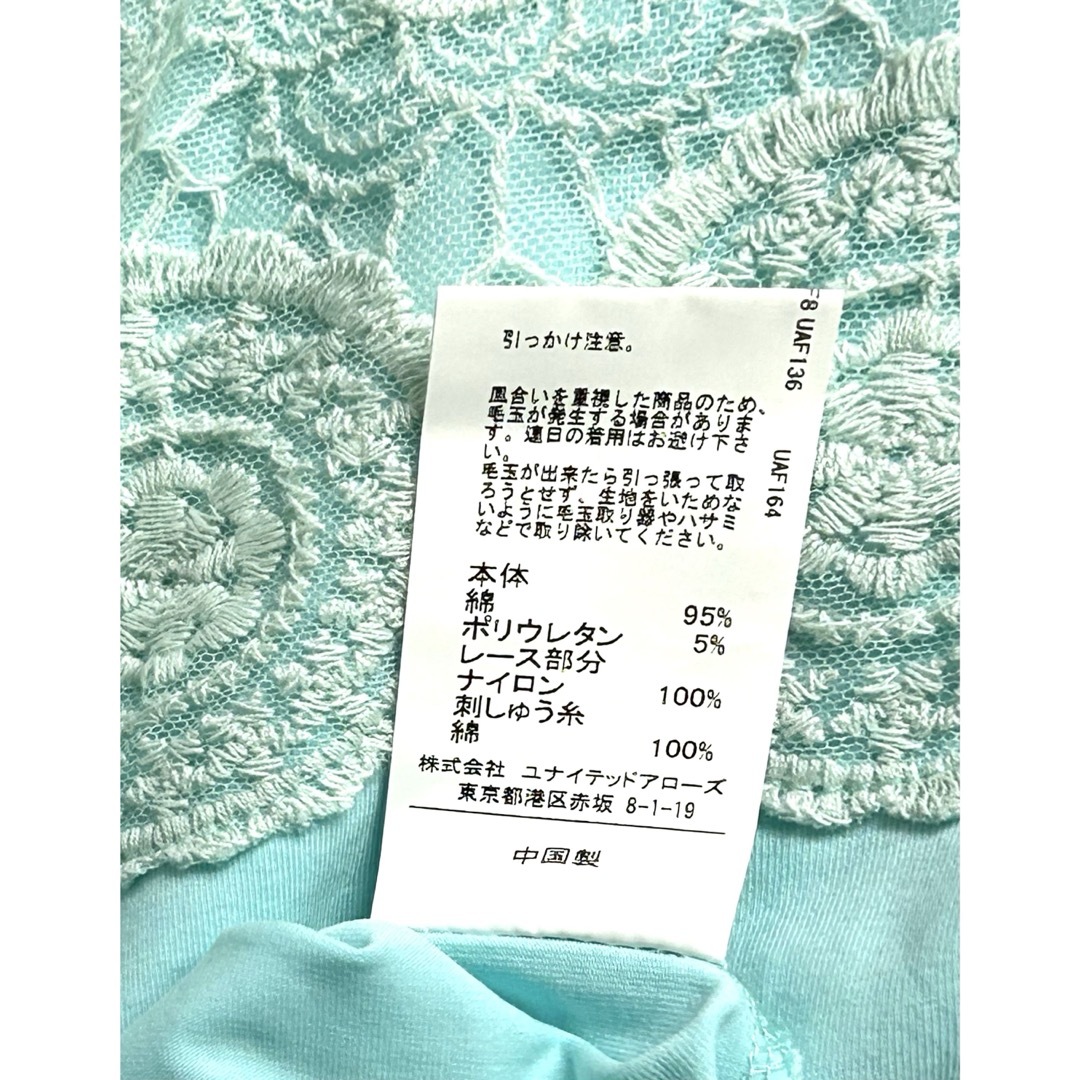 引っかけ注意。
風合いを重視した商品のため、
毛玉が発生する場合がありま
す。連日の着用はお避け下さ
い。
毛玉が出来たら引っ張って取
ろうとせず、生地をいためな
いように毛玉取り器やハサミ
などで取り除いてください。
本体
綿 95%
ポリウレタン 5%
レース部分
ナイロン 100%
刺しゅう糸
綿 100%
株式会社 ユナイテッドアローズ
東京都港区赤坂 8-1-19
中国製
F8 UAF136
UAF164